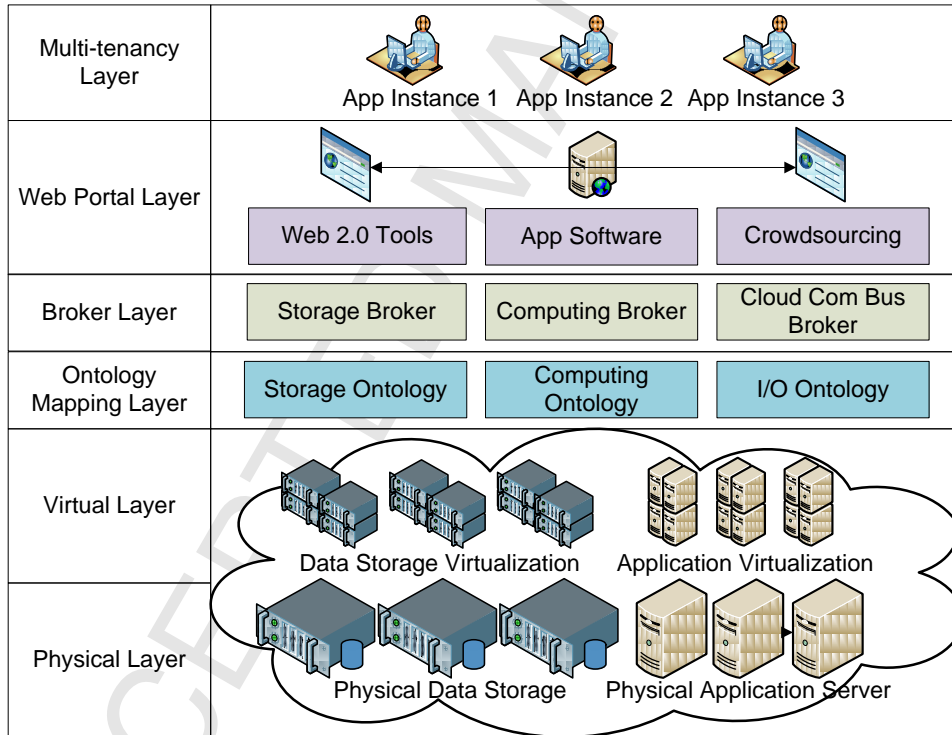 Multi-tenancy
Layer
App Instance 1
App Instance 2
App Instance 3
Web Portal Layer
Web 2.0 Tools
App Software
Crowdsourcing
Broker Layer
Storage Broker
Computing Broker
Cloud Com Bus
Broker
Ontology
Mapping Layer
Storage Ontology
Computing
Ontology
I/O Ontology
Virtual Layer
Data Storage Virtualization
Application Virtualization
Physical Layer
Physical Data Storage
Physical Application Server